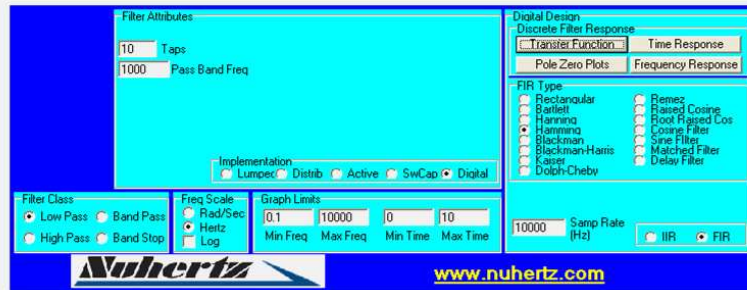 Filter Attributes
10 Taps
1000 Pass Band Freq
Implementation
Lumped Distrib Active SwCap Digital
Filter Class
Low Pass Band Pass
High Pass Band Stop
Freq Scale
Rad/Sec
Hertz
Log
Graph Limits
0.1 10000 0 10
Min Freq Max Freq Min Time Max Time
Digital Design
Discrete Filter Response
Transfer Function Time Response
Pole Zero Plots Frequency Response
FIR Type
Rectangular
Bartlett
Hanning
Hamming
Blackman
Blackman-Harris
Kaiser
Dolph-Cheby
Remez
Raised Cosine
Root Raised Cos
Cosine Filter
Sine Filter
Matched Filter
Delay Filter
10000 Samp Rate
(Hz)
IIR FIR
Nuhertz
www.nuhertz.com